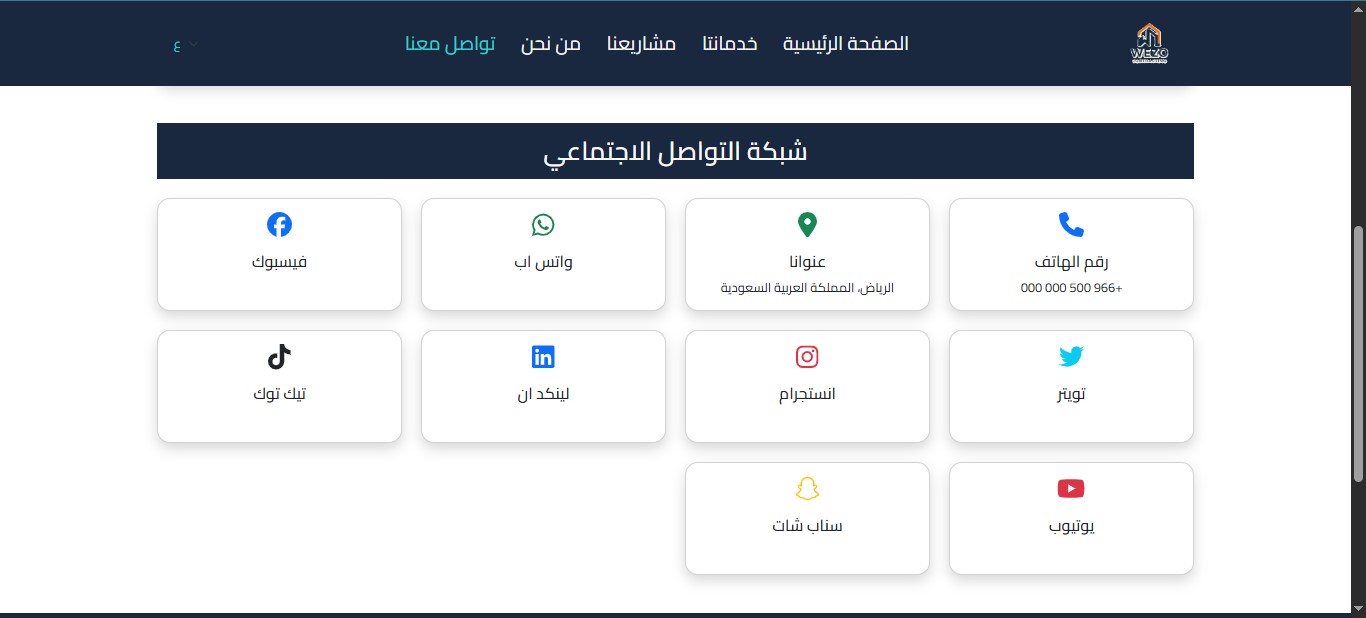 WEZO
الصفحة الرئيسية
خدماتنا
مشاريعنا
من نحن
تواصل معنا
ع
شبكة التواصل الاجتماعي
رقم الهاتف
+966 500 000 000
عنوانا
الرياض، المملكة العربية السعودية
واتس اب
فيسبوك
تويتر
انستجرام
لينكد ان
تيك توك
يوتيوب
سناب شات